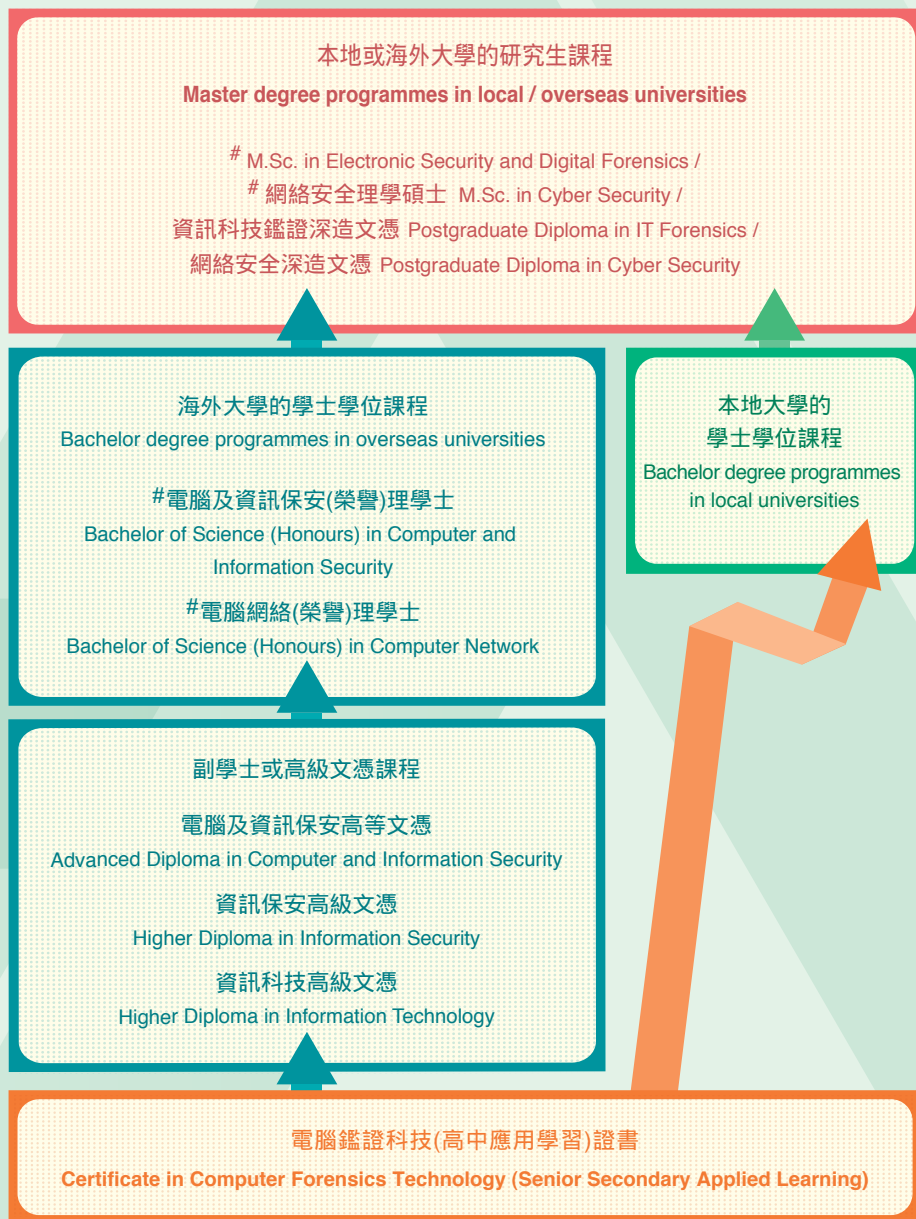 本地或海外大學的研究生課程
Master degree programmes in local / overseas universities
# M.Sc. in Electronic Security and Digital Forensics /
# 網絡安全理學碩士 M.Sc. in Cyber Security /
資訊科技鑑證深造文憑 Postgraduate Diploma in IT Forensics /
網絡安全深造文憑 Postgraduate Diploma in Cyber Security
海外大學的學士學位課程
Bachelor degree programmes in overseas universities
#電腦及資訊保安(榮譽)理學士
Bachelor of Science (Honours) in Computer and
Information Security
#電腦網絡(榮譽)理學士
Bachelor of Science (Honours) in Computer Network
本地大學的
學士學位課程
Bachelor degree programmes
in local universities
副學士或高級文憑課程
電腦及資訊保安高等文憑
Advanced Diploma in Computer and Information Security
資訊保安高級文憑
Higher Diploma in Information Security
資訊科技高級文憑
Higher Diploma in Information Technology
電腦鑑證科技(高中應用學習)證書
Certificate in Computer Forensics Technology (Senior Secondary Applied Learning)